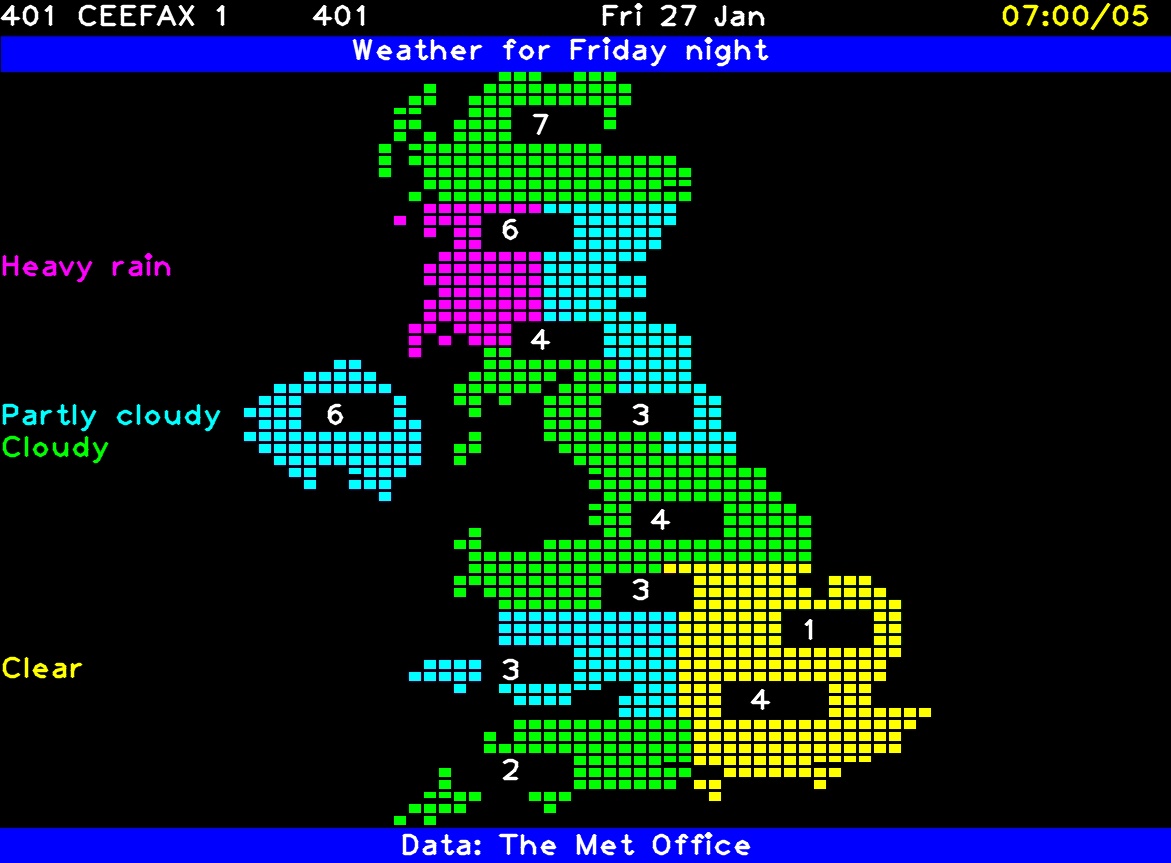 401 CEEFAX 1 401 Fri 27 Jan 07:00/05
Weather for Friday night
7
6
Heavy rain
4
Partly cloudy 6 3
Cloudy
4
3
1
Clear 3
4
2
Data: The Met Office